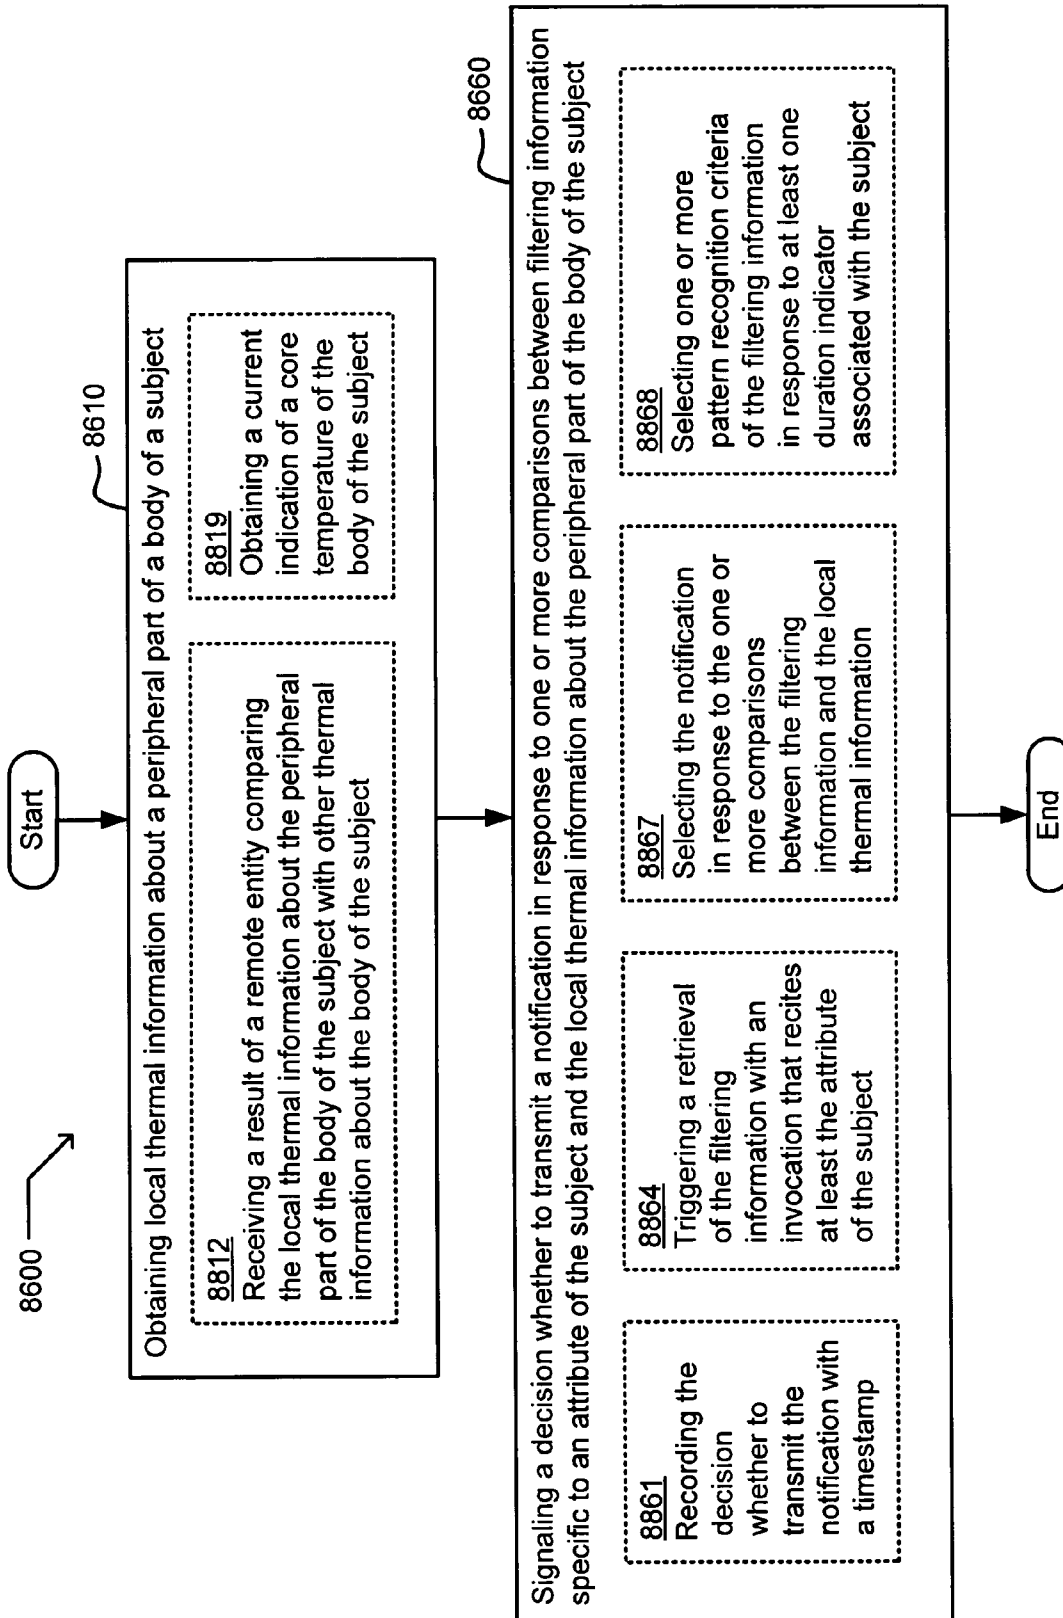 8600
Start
8610
Obtaining local thermal information about a peripheral part of a body of a subject
8812
Receiving a result of a remote entity comparing
the local thermal information about the peripheral
part of the body of the subject with other thermal
information about the body of the subject
8819
Obtaining a current
indication of a core
temperature of the
body of the subject
8660
Signaling a decision whether to transmit a notification in response to one or more comparisons between filtering information
specific to an attribute of the subject and the local thermal information about the peripheral part of the body of the subject
8861
Recording the
decision
whether to
transmit the
notification with
a timestamp
8864
Triggering a retrieval
of the filtering
information with an
invocation that recites
at least the attribute
of the subject
8867
Selecting the notification
in response to the one or
more comparisons
between the filtering
information and the local
thermal information
8868
Selecting one or more
pattern recognition criteria
of the filtering information
in response to at least one
duration indicator
associated with the subject
End